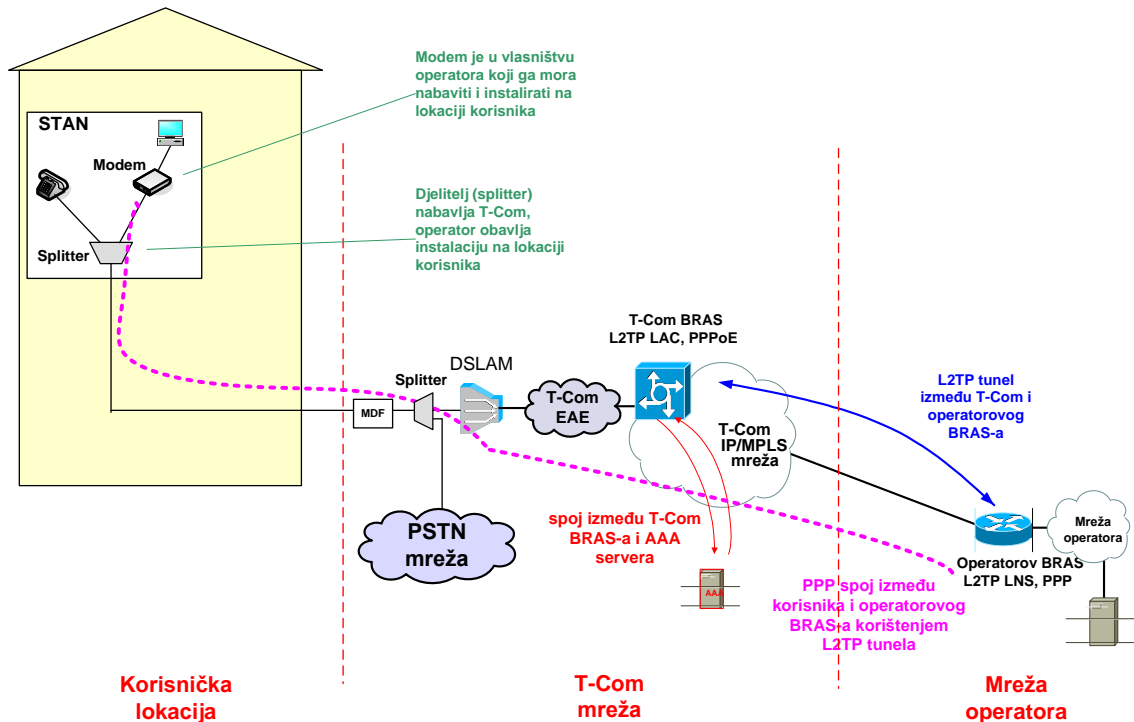 Modem je u vlasništvu
operatora koji ga mora
nabaviti i instalirati na
lokaciji korisnika
STAN
Modem
Djelitelj (splitter)
nabavlja T-Com,
operator obavlja
instalaciju na lokaciji
korisnika
Splitter
T-Com BRAS
L2TP LAC, PPPoE
DSLAM
Splitter
MDF
T-Com
EAE
T-Com
IP/MPLS
mreža
L2TP tunel
između T-Com i
operatorovog
BRAS-a
PSTN
mreža
spoj između T-Com
BRAS-a i AAA
servera
AAA
Mreža
operatora
Operatorov BRAS
L2TP LNS, PPP
PPP spoj između
korisnika i operatorovog
BRAS-a korištenjem
L2TP tunela
Korisnička
lokacija
T-Com
mreža
Mreža
operatora